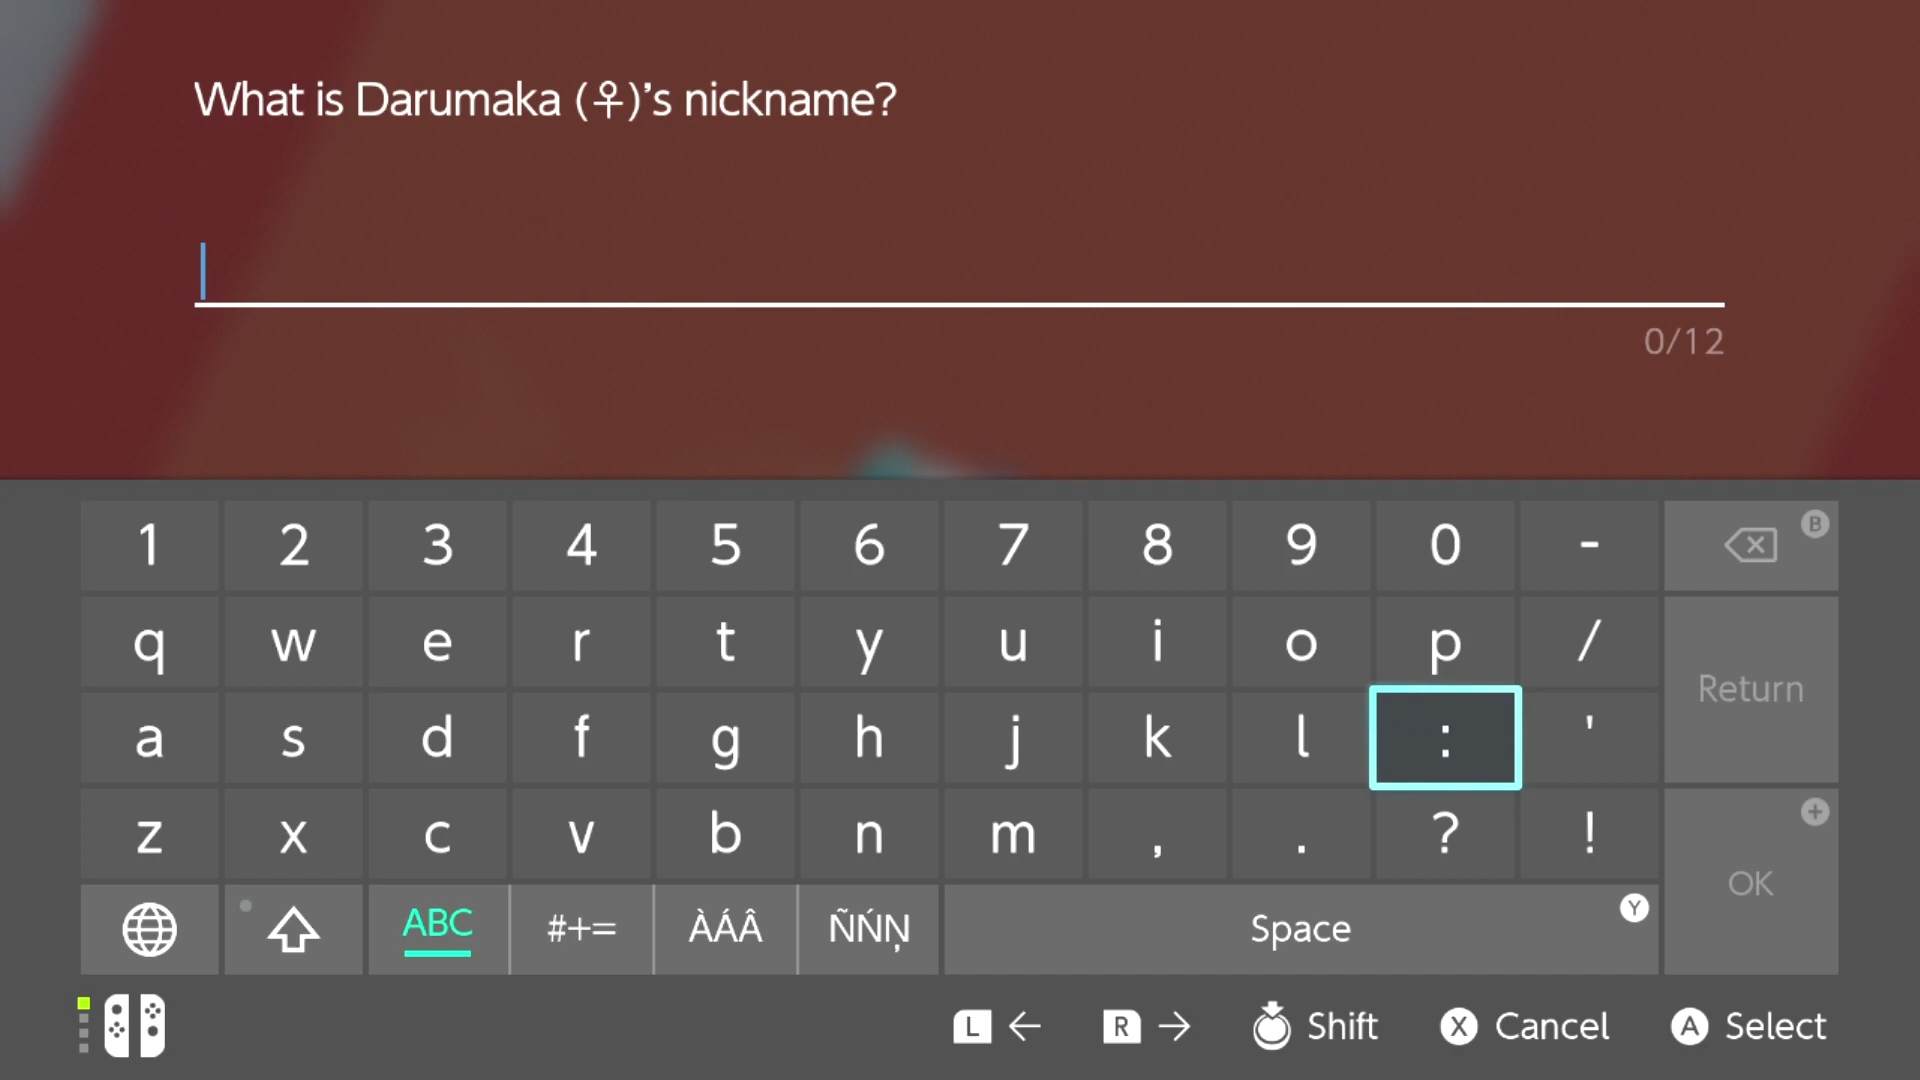 What is Darumaka (♀)'s nickname?
0/12
1 2 3 4 5 6 7 8 9 0 - B
q w e r t y u i o p / Return
a s d f g h j k l : '
z x c v b n m , . ? ! + OK
ABC #+= ÀÁÂ ÑŃŅ Space Y
L ← R → Shift X Cancel A Select